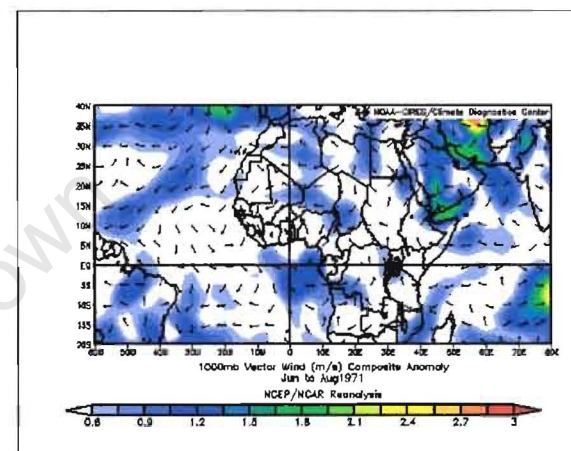 own
NOAA-CIRES/Climate Diagnostics Center
40N
35N
30N
25N
20N
15N
10N
5N
EQ
5S
10S
15S
20S
60W 50W 40W 30W 20W 10W 0 10E 20E 30E 40E 50E 60E 70E 80E
1000mb Vector Wind (m/s) Composite Anomaly
Jun to Aug1971
NCEP/NCAR Reanalysis
0.6 0.9 1.2 1.5 1.8 2.1 2.4 2.7 3